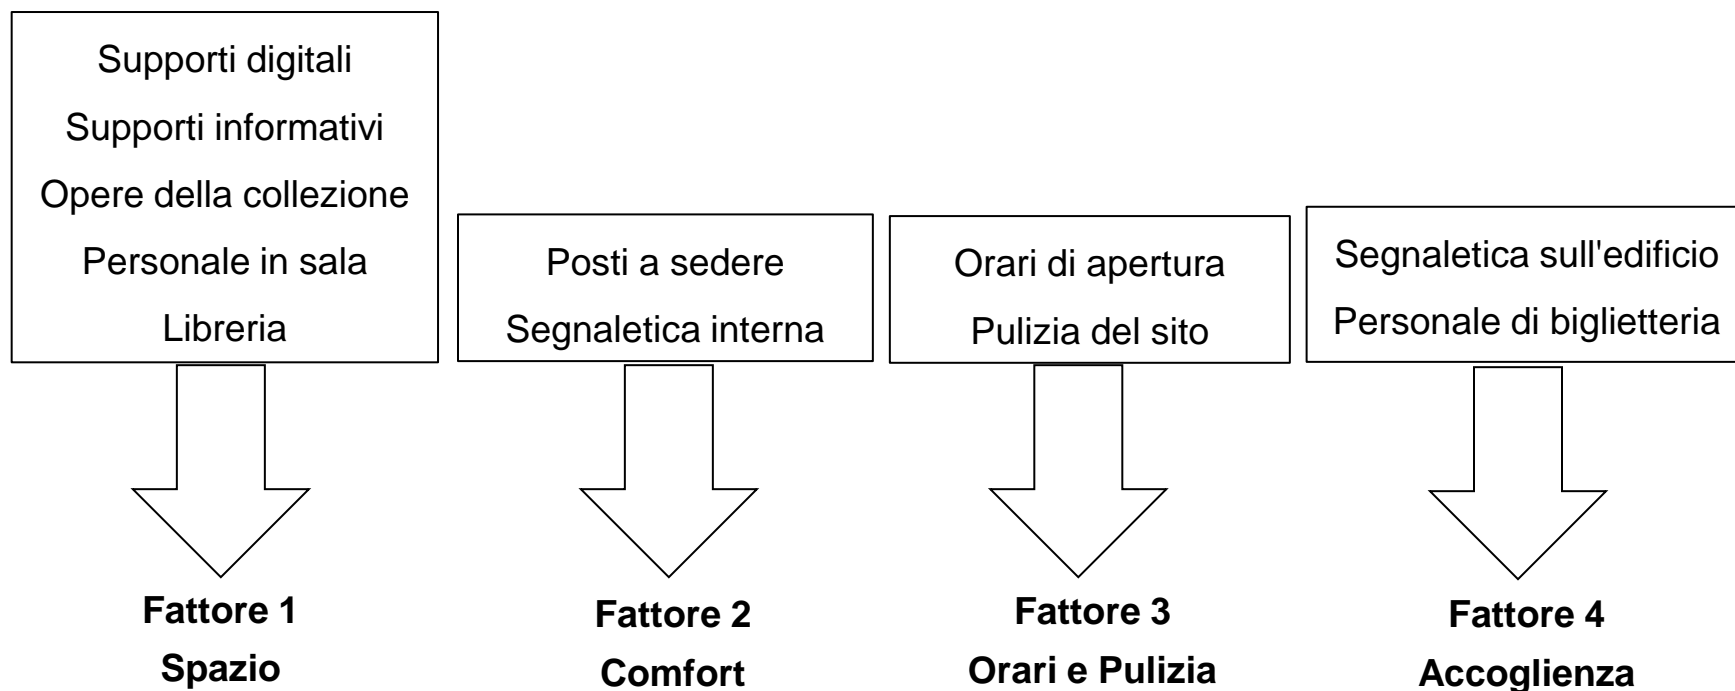 Supporti digitali
Supporti informativi
Opere della collezione
Personale in sala
Libreria
Posti a sedere
Segnaletica interna
Orari di apertura
Pulizia del sito
Segnaletica sull'edificio
Personale di biglietteria
Fattore 1
Spazio
Fattore 2
Comfort
Fattore 3
Orari e Pulizia
Fattore 4
Accoglienza